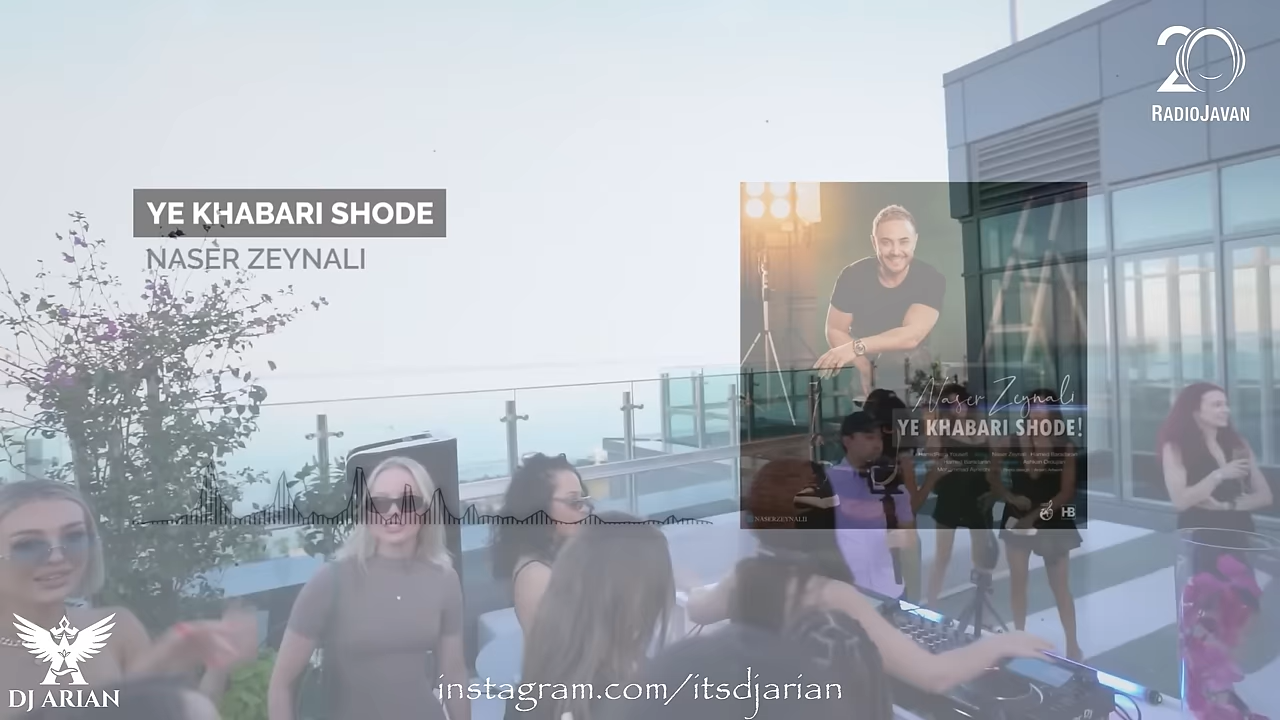 20
RADIOJAVAN
YE KHABARI SHODE
NASER ZEYNALI
Naser Zeynali
YE KHABARI SHODE!
HB
DJ ARIAN
instagram.com/itsdjarian